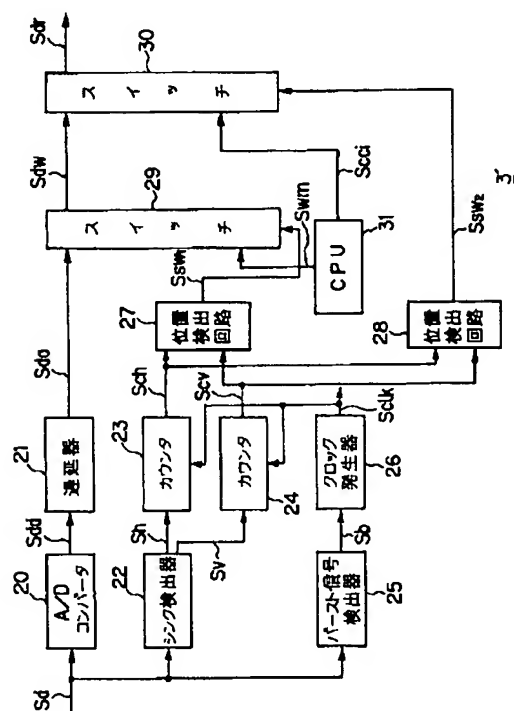 Sd
20
A/D
コンバータ
Sdd
21
遅延器
Sdo
29
スイッチ
Sdw
30
スイッチ
Sdr
22
シンク検出器
Sh
Sv
23
カウンタ
Sch
24
カウンタ
Scv
27
位置
検出
回路
Ssw₁
Swm
31
CPU
Scci
25
バースト信号
検出器
Sb
26
クロック
発生器
Sclk
28
位置
検出
回路
Ssw₂
3